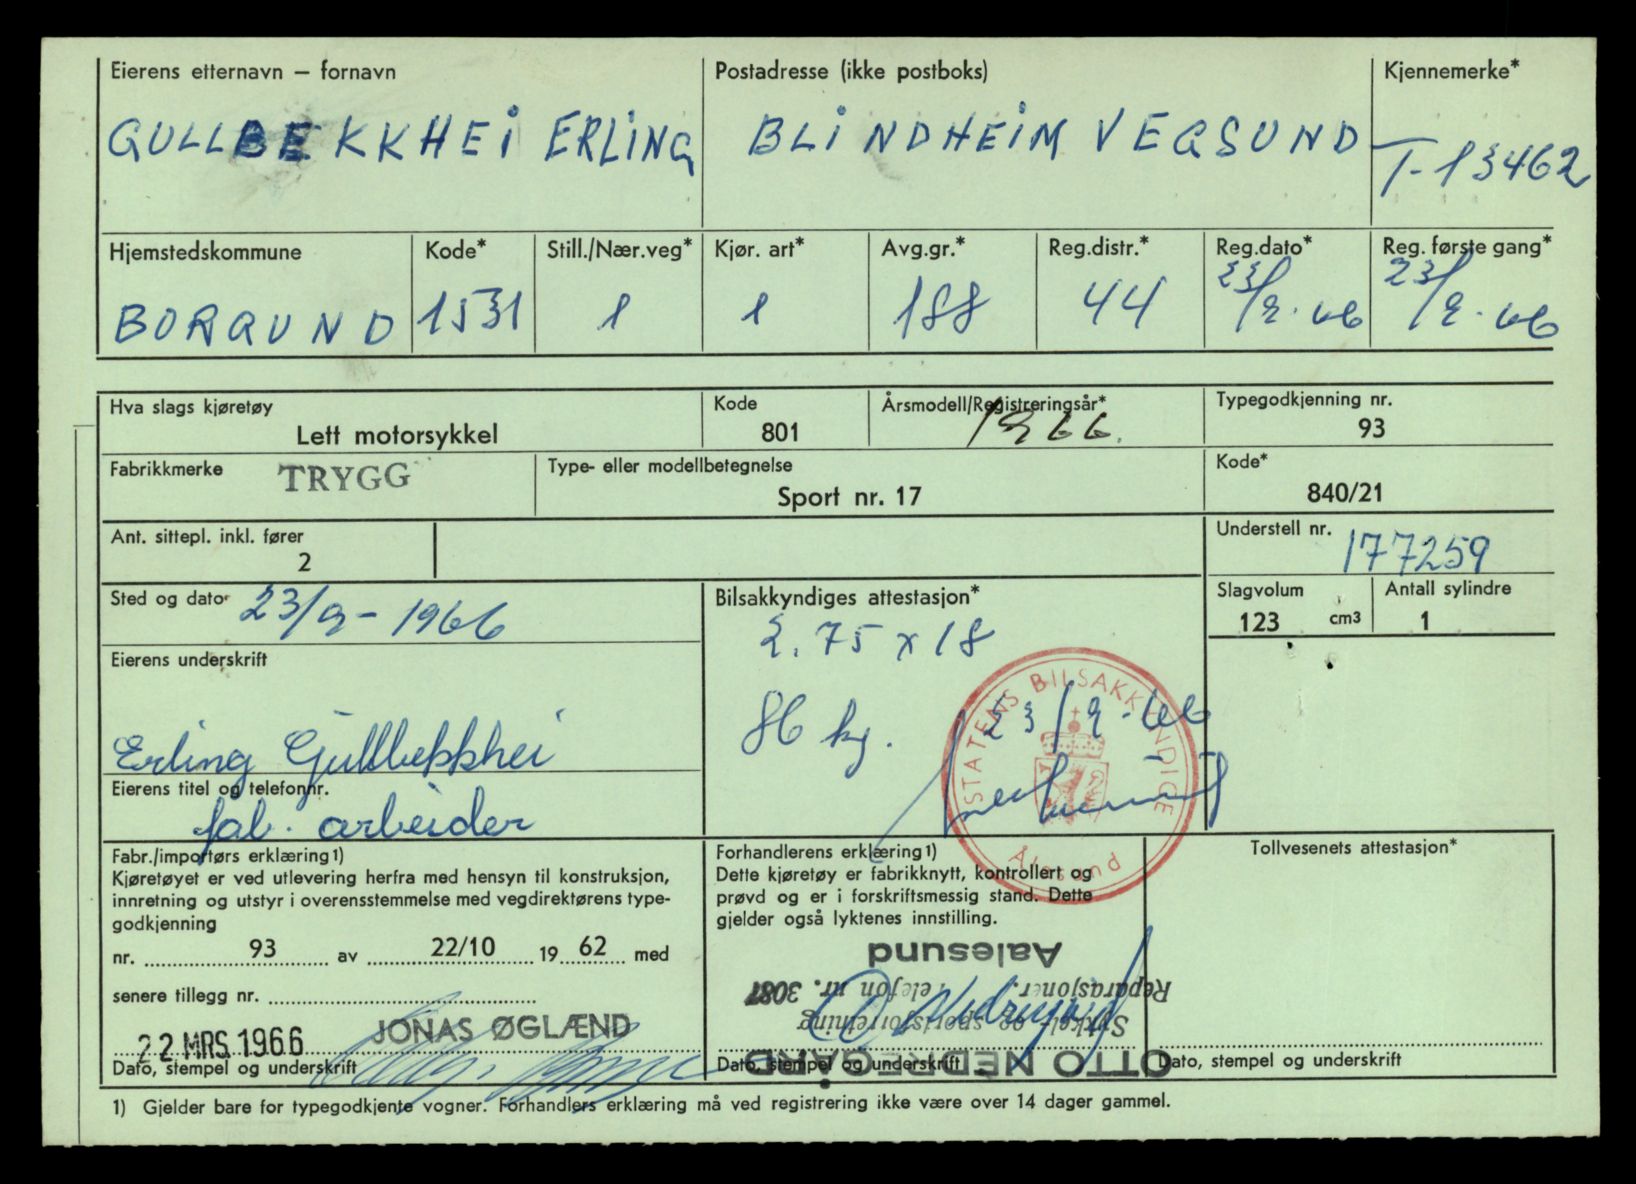 Eierens etternavn – fornavn
Postadresse (ikke postboks)
Kjennemerke*
GULLBEKKHEI ERLING
BLINDHEIM VEGSUND
T-13462
Hjemstedskommune
Kode*
Still./Nær.veg*
Kjør. art*
Avg.gr.*
Reg.distr.*
Reg.dato*
Reg. første gang*
BORGUND
1531
1
1
188
44
23/9-66
23/9-66
Hva slags kjøretøy
Kode
Årsmodell/Registreringsår*
Typegodkjenning nr.
Lett motorsykkel
801
1966.
93
Fabrikkmerke
TRYGG
Type- eller modellbetegnelse
Kode*
Sport nr. 17
840/21
Ant. sittepl. inkl. fører
2
Understell nr.
177259
Sted og dato
23/9-1966
Bilsakkyndiges attestasjon*
Slagvolum
Antall sylindre
2.75 x 18
123 cm3
1
Eierens underskrift
86 kg.
23/9-66
STATENS BILSAKKYNDIGE
Ålesund
Erling Gullbekkhei
Eierens titel og telefonnr.
fab. arbeider
Fabr./importørs erklæring1)
Kjøretøyet er ved utlevering herfra med hensyn til konstruksjon,
innretning og utstyr i overensstemmelse med vegdirektørens type-
godkjenning
nr. 93 av 22/10 19 62 med
senere tillegg nr.
22 MRS. 1966
JONAS ØGLÆND
Dato, stempel og underskrift
Forhandlerens erklæring1)
Dette kjøretøy er fabrikknytt, kontrollert og
prøvd og er i forskriftsmessig stand. Dette
gjelder også lyktenes innstilling.
OTTO NEDREGÅRD
Sykkel- og sportsforretning
Reparasjoner. Telefon nr. 3081
Aalesund
O Nedregård
Dato, stempel og underskrift
Tollvesenets attestasjon*
Dato, stempel og underskrift
1) Gjelder bare for typegodkjente vogner. Forhandlers erklæring må ved registrering ikke være over 14 dager gammel.